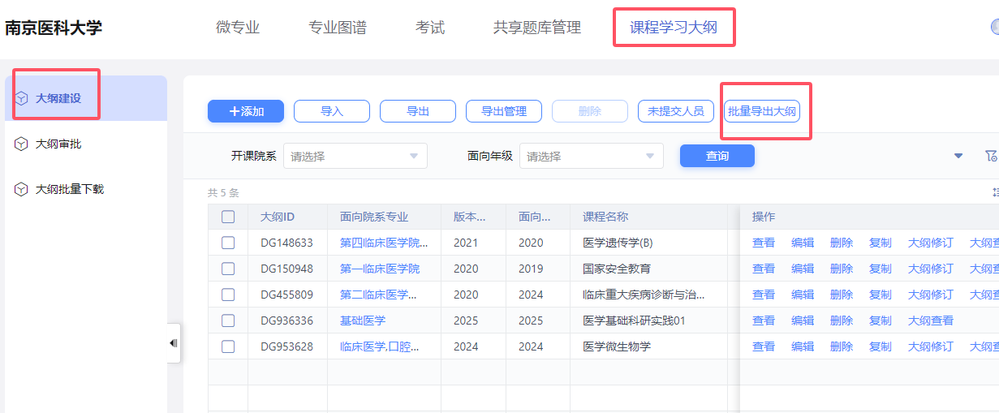 南京医科大学 微专业 专业图谱 考试 共享题库管理 课程学习大纲
大纲建设
大纲审批
大纲批量下载
+添加 导入 导出 导出管理 删除 未提交人员 批量导出大纲
开课院系 请选择 面向年级 请选择 查询
共 5 条
大纲ID 面向院系专业 版本... 面向... 课程名称 操作
DG148633 第四临床医学院... 2021 2020 医学遗传学(B) 查看 编辑 删除 复制 大纲修订 大纲查
DG150948 第一临床医学院 2020 2019 国家安全教育 查看 编辑 删除 复制 大纲修订 大纲查
DG455809 第二临床医学... 2020 2024 临床重大疾病诊断与治... 查看 编辑 删除 复制 大纲修订 大纲查
DG936336 基础医学 2025 2025 医学基础科研实践01 查看 编辑 删除 复制 大纲查看
DG953628 临床医学,口腔... 2024 2024 医学微生物学 查看 编辑 删除 复制 大纲修订 大纲查